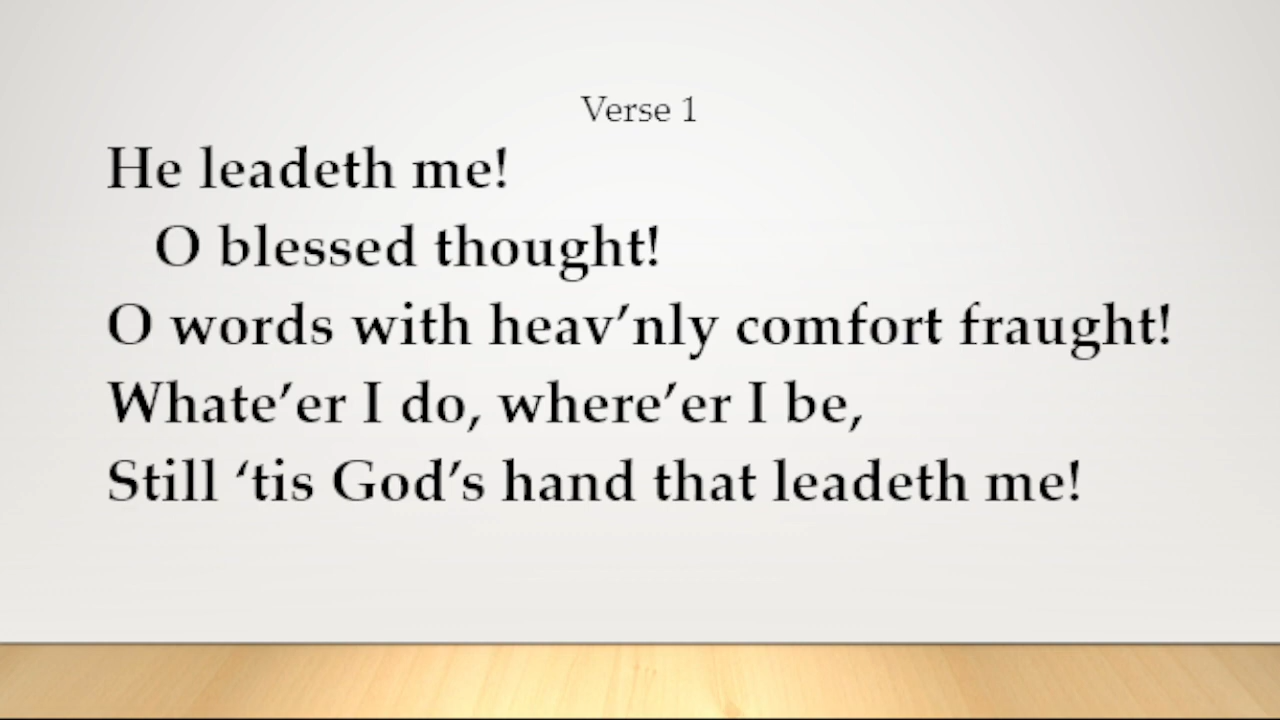 Verse 1
He leadeth me!
O blessed thought!
O words with heav’nly comfort fraught!
Whate’er I do, where’er I be,
Still ‘tis God’s hand that leadeth me!